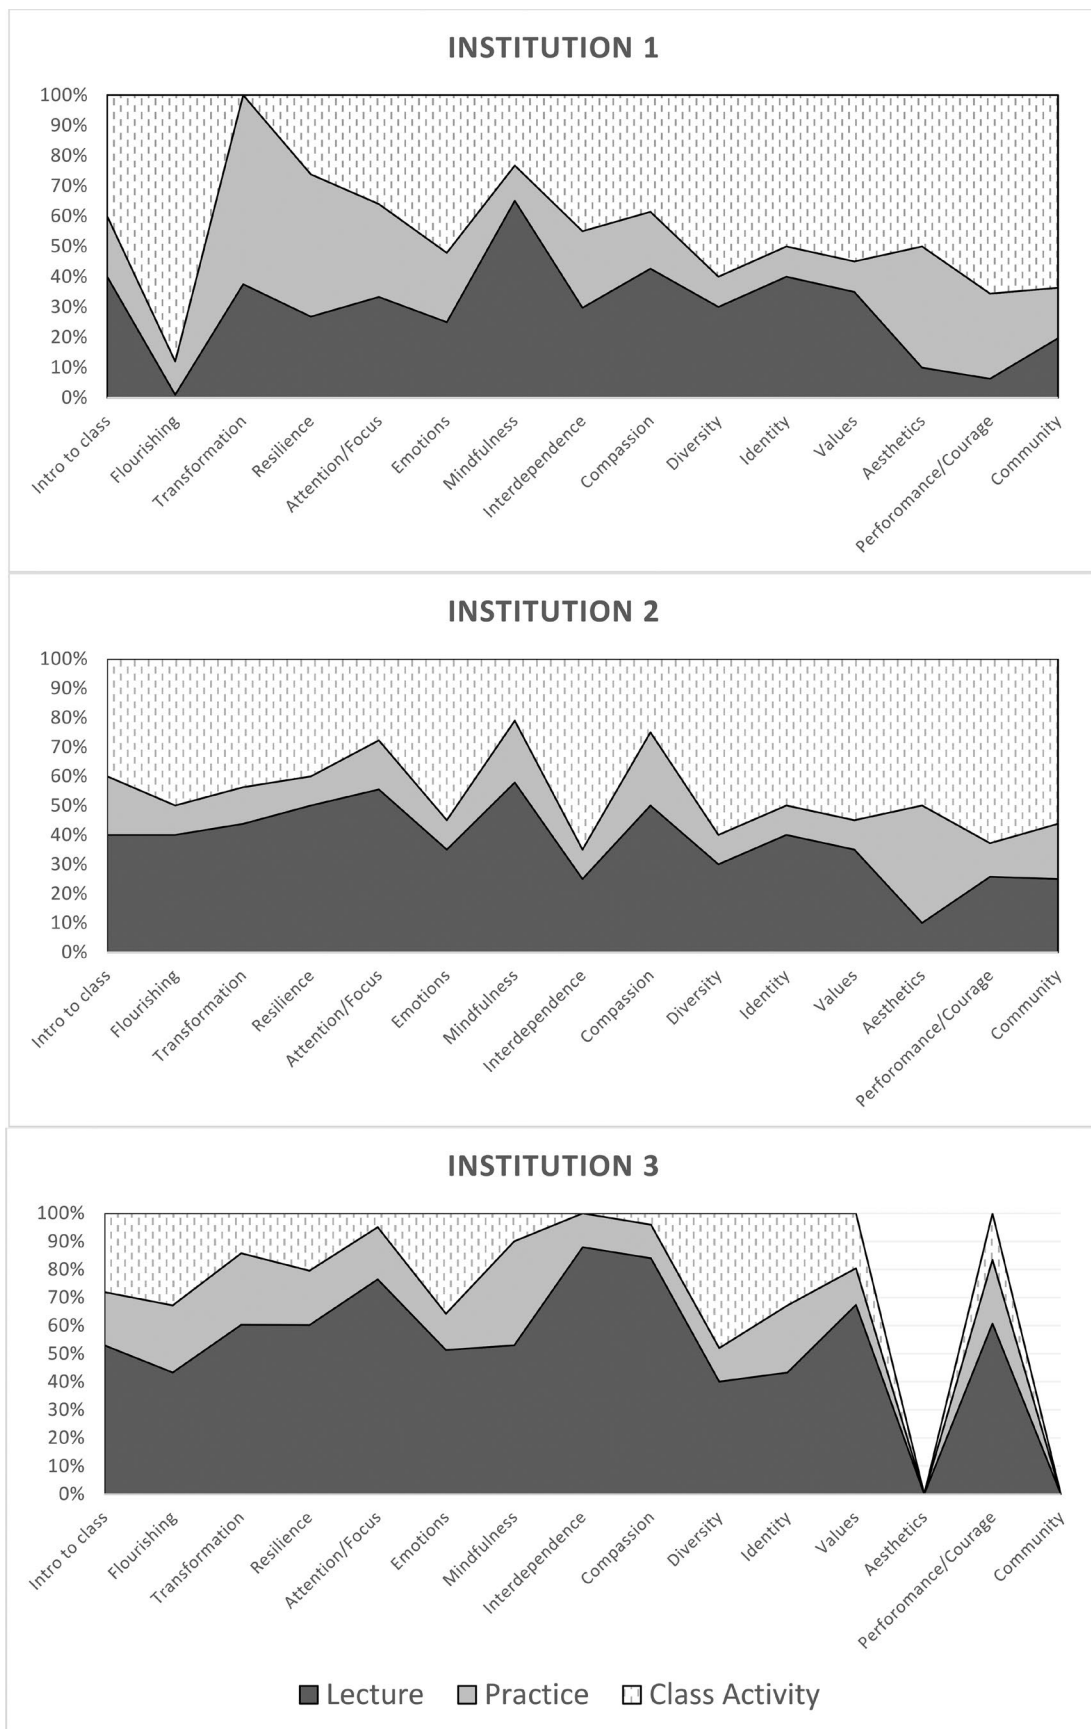 INSTITUTION 1
100%
90%
80%
70%
60%
50%
40%
30%
20%
10%
0%
Intro to class
Flourishing
Transformation
Resilience
Attention/Focus
Emotions
Mindfulness
Interdependence
Compassion
Diversity
Identity
Values
Aesthetics
Perforomance/Courage
Community
INSTITUTION 2
100%
90%
80%
70%
60%
50%
40%
30%
20%
10%
0%
Intro to class
Flourishing
Transformation
Resilience
Attention/Focus
Emotions
Mindfulness
Interdependence
Compassion
Diversity
Identity
Values
Aesthetics
Perforomance/Courage
Community
INSTITUTION 3
100%
90%
80%
70%
60%
50%
40%
30%
20%
10%
0%
Intro to class
Flourishing
Transformation
Resilience
Attention/Focus
Emotions
Mindfulness
Interdependence
Compassion
Diversity
Identity
Values
Aesthetics
Perforomance/Courage
Community
Lecture Practice Class Activity